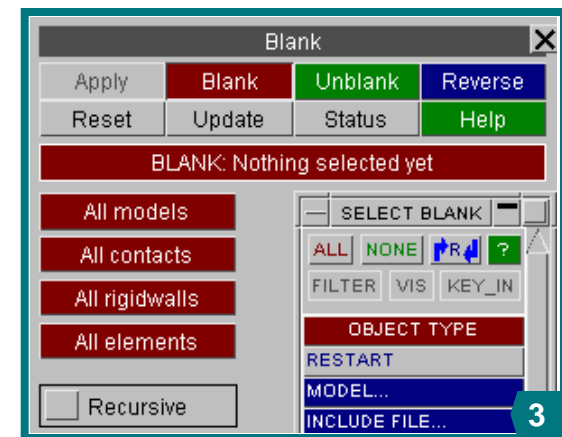 Blank X
Apply Blank Unblank Reverse
Reset Update Status Help
BLANK: Nothing selected yet
All models
All contacts
All rigidwalls
All elements
Recursive
SELECT BLANK
ALL NONE R ?
FILTER VIS KEY_IN
OBJECT TYPE
RESTART
MODEL...
INCLUDE FILE...
3